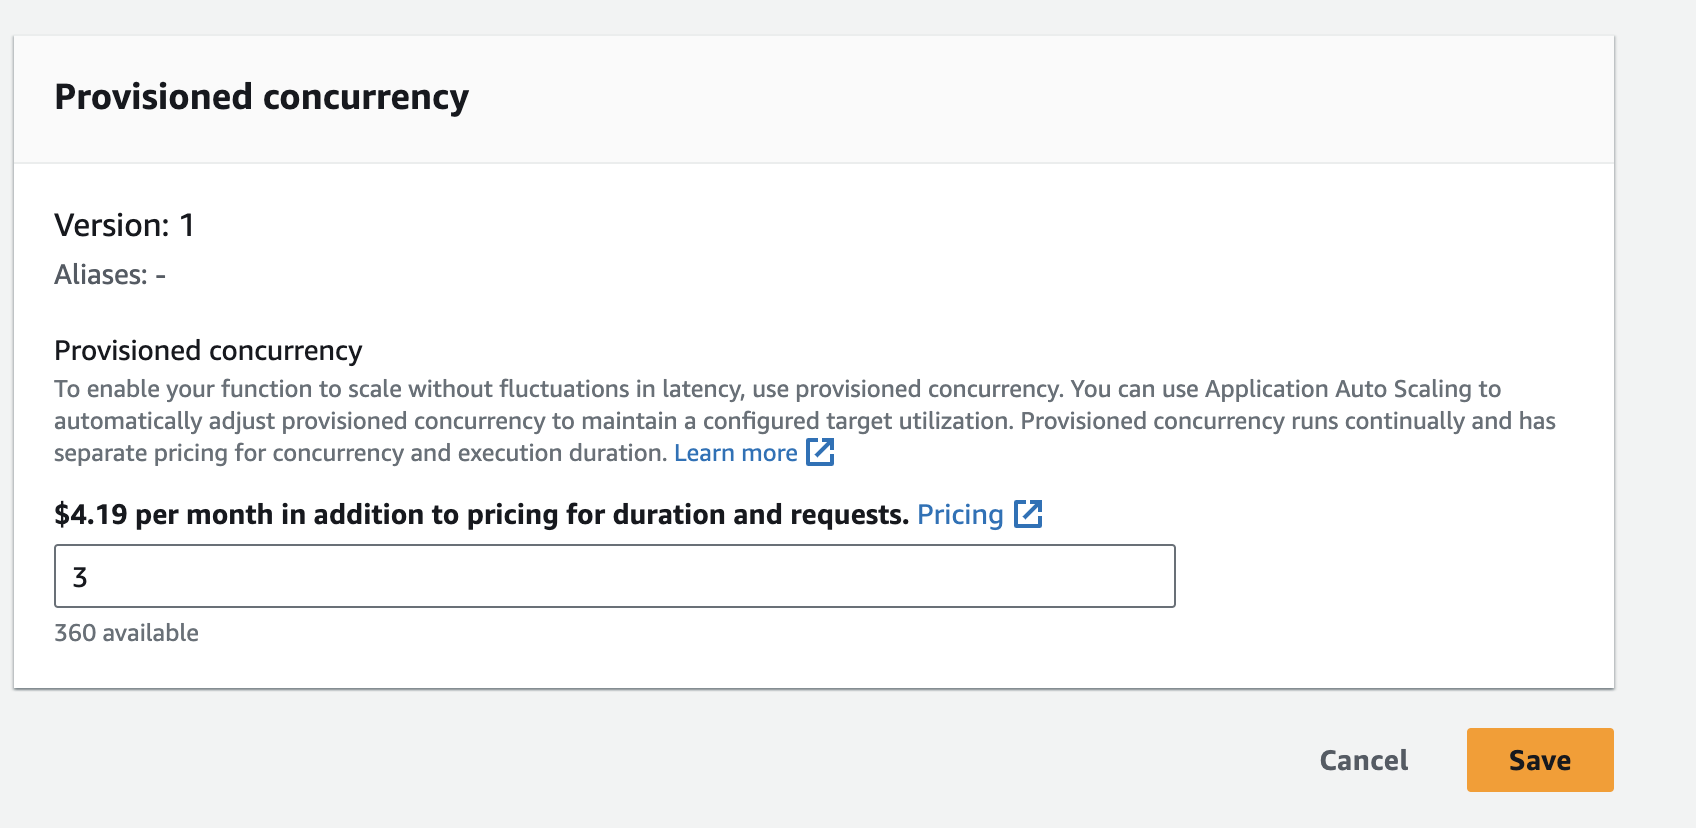 Provisioned concurrency
Version: 1
Aliases: -
Provisioned concurrency
To enable your function to scale without fluctuations in latency, use provisioned concurrency. You can use Application Auto Scaling to
automatically adjust provisioned concurrency to maintain a configured target utilization. Provisioned concurrency runs continually and has
separate pricing for concurrency and execution duration. Learn more
$4.19 per month in addition to pricing for duration and requests. Pricing
3
360 available
Cancel Save